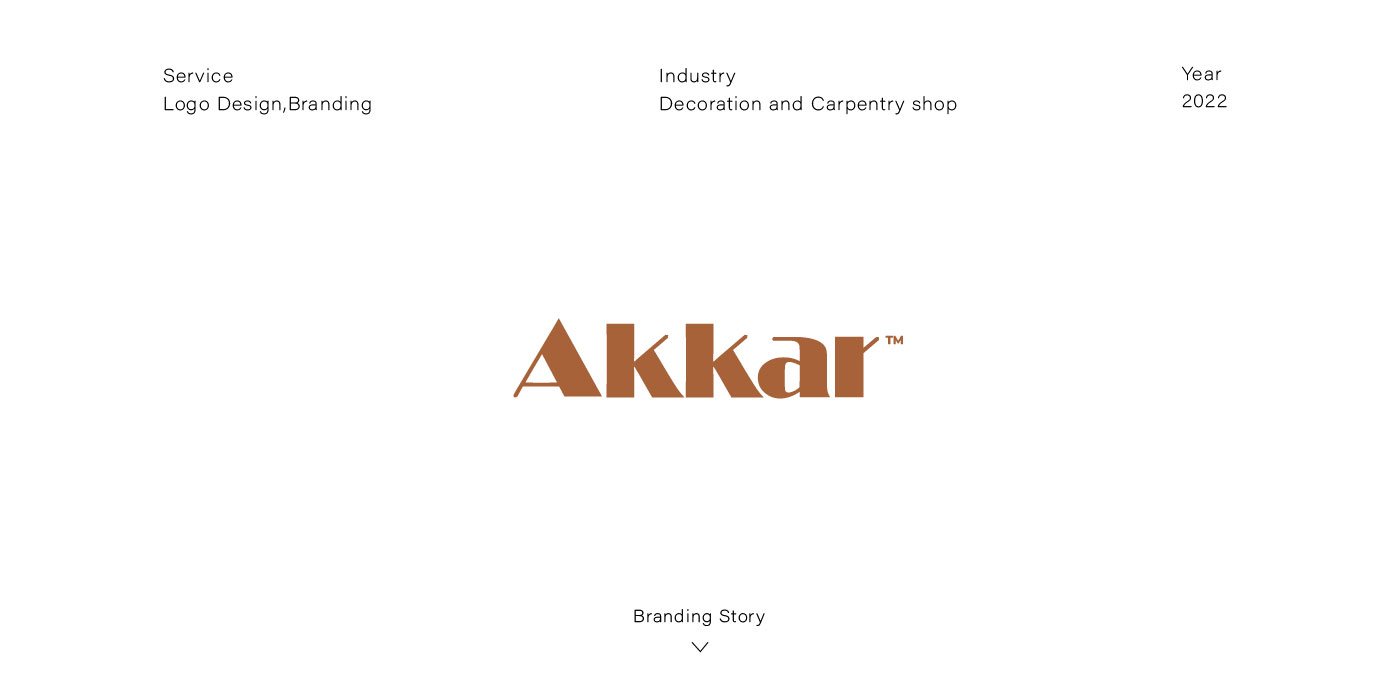 Service
Logo Design,Branding
Industry
Decoration and Carpentry shop
Year
2022
Akkar™
Branding Story